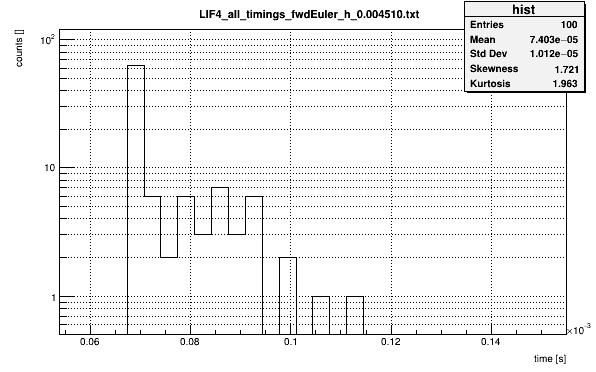 LIF4_all_timings_fwdEuler_h_0.004510.txt
hist
Entries 100
Mean 7.403e−05
Std Dev 1.012e−05
Skewness 1.721
Kurtosis 1.963
counts []
10²
10
1
0.06 0.08 0.1 0.12 0.14
×10⁻³
time [s]